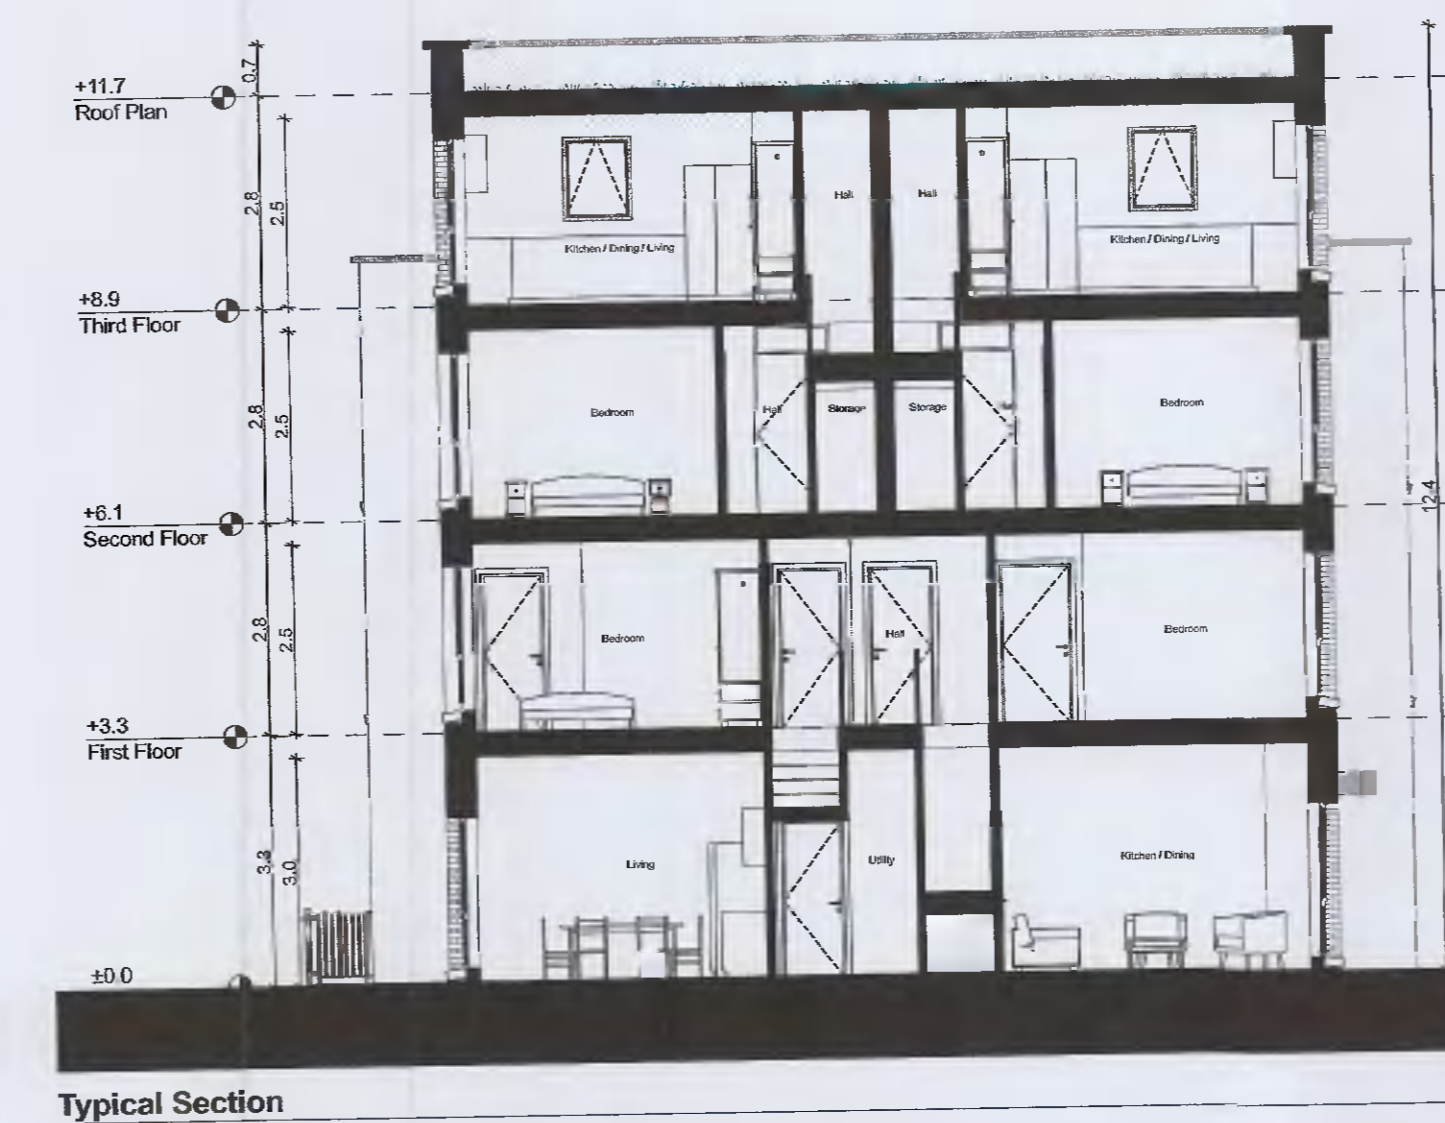 0.7
+11.7
Roof Plan
2.8
2.5
Hall
Hall
Kitchen / Dining / Living
Kitchen / Dining / Living
+8.9
Third Floor
2.8
2.5
Bedroom
Hall
Storage
Storage
Bedroom
12.4
+6.1
Second Floor
2.8
2.5
Bedroom
Hall
Bedroom
+3.3
First Floor
3.3
3.0
Living
Utility
Kitchen / Dining
±0.0
Typical Section